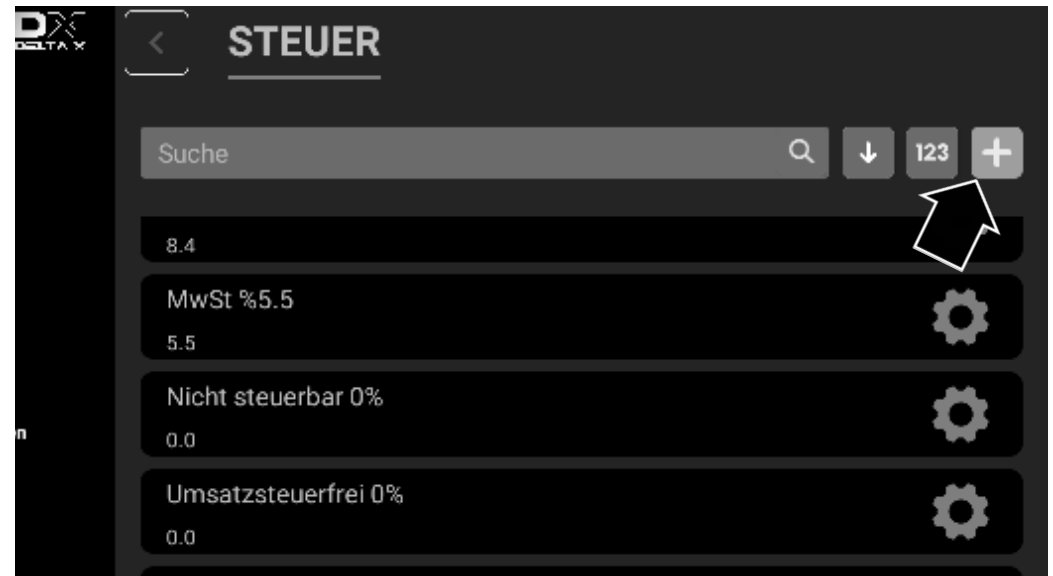 DX
DELTA X
STEUER
Suche
123
8.4
MwSt %5.5
5.5
Nicht steuerbar 0%
0.0
n
Umsatzsteuerfrei 0%
0.0